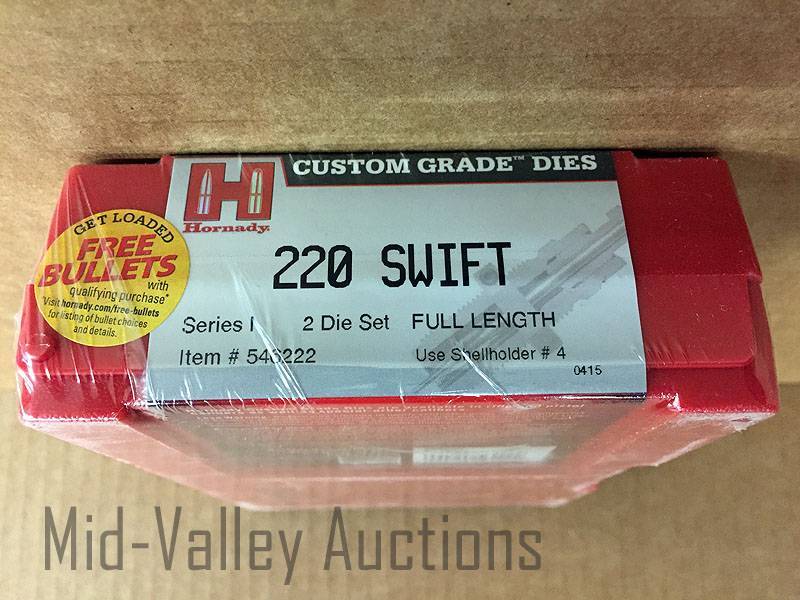 CUSTOM GRADE™ DIES
H
Hornady®
220 SWIFT
Series I 2 Die Set FULL LENGTH
Item # 546222 Use Shellholder # 4
0415
GET LOADED
FREE
BULLETS
with
qualifying purchase*
*Visit hornady.com/free-bullets
for listing of bullet choices
and details.
Mid-Valley Auctions